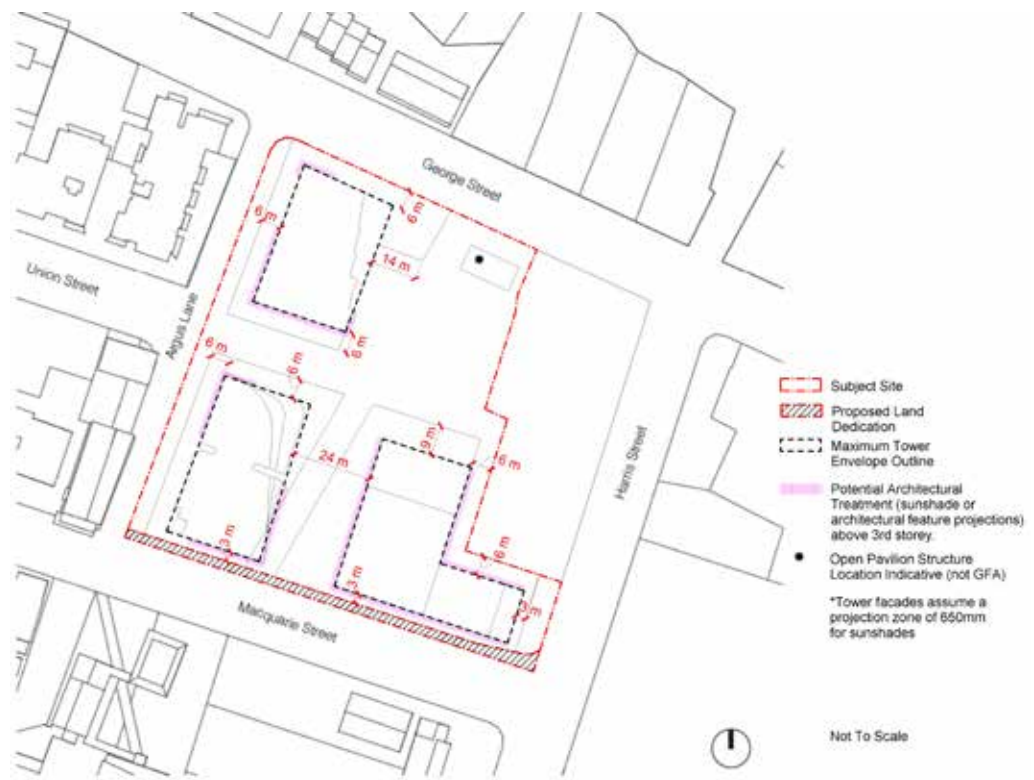 George Street
6 m
6 m
14 m
Union Street
Argus Lane
6 m
6 m
6 m
9 m
6 m
24 m
Harris Street
3 m
6 m
3 m
3 m
Macquarie Street
Subject Site
Proposed Land
Dedication
Maximum Tower
Envelope Outline
Potential Architectural
Treatment (sunshade or
architectural feature projections)
above 3rd storey.
Open Pavilion Structure
Location Indicative (not GFA)
*Tower facades assume a
projection zone of 650mm
for sunshades
Not To Scale